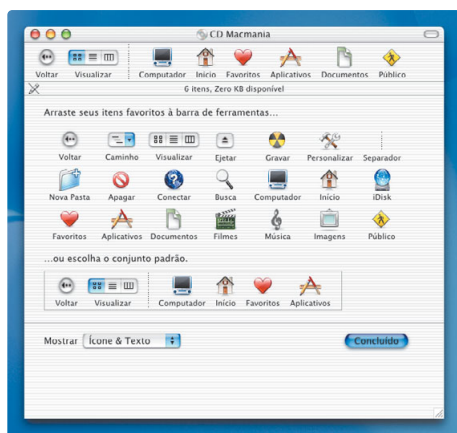 CD Macmania
Voltar Visualizar Computador Início Favoritos Aplicativos Documentos Público
6 itens, Zero KB disponível
Arraste seus itens favoritos à barra de ferramentas...
Voltar Caminho Visualizar Ejetar Gravar Personalizar Separador
Nova Pasta Apagar Conectar Busca Computador Início iDisk
Favoritos Aplicativos Documentos Filmes Música Imagens Público
...ou escolha o conjunto padrão.
Voltar Visualizar Computador Início Favoritos Aplicativos
Mostrar Ícone & Texto Concluído